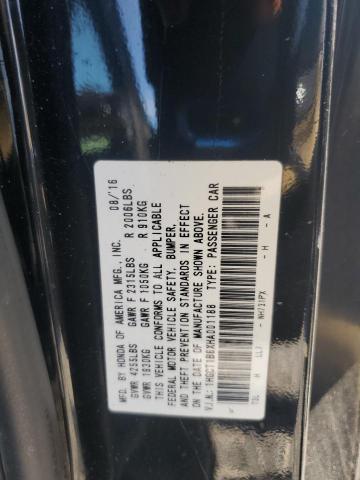 MFD. BY HONDA OF AMERICA MFG., INC. 08/'16
GVWR 4255LBS GAWR F 2315LBS R 2006LBS
GVWR 1930KG GAWR F 1050KG R 910KG
THIS VEHICLE CONFORMS TO ALL APPLICABLE
FEDERAL MOTOR VEHICLE SAFETY, BUMPER,
AND THEFT PREVENTION STANDARDS IN EFFECT
ON THE DATE OF MANUFACTURE SHOWN ABOVE.
V.I.N.: 1HGCT1B62HA001188 TYPE: PASSENGER CAR
- H - A
- NH731PX